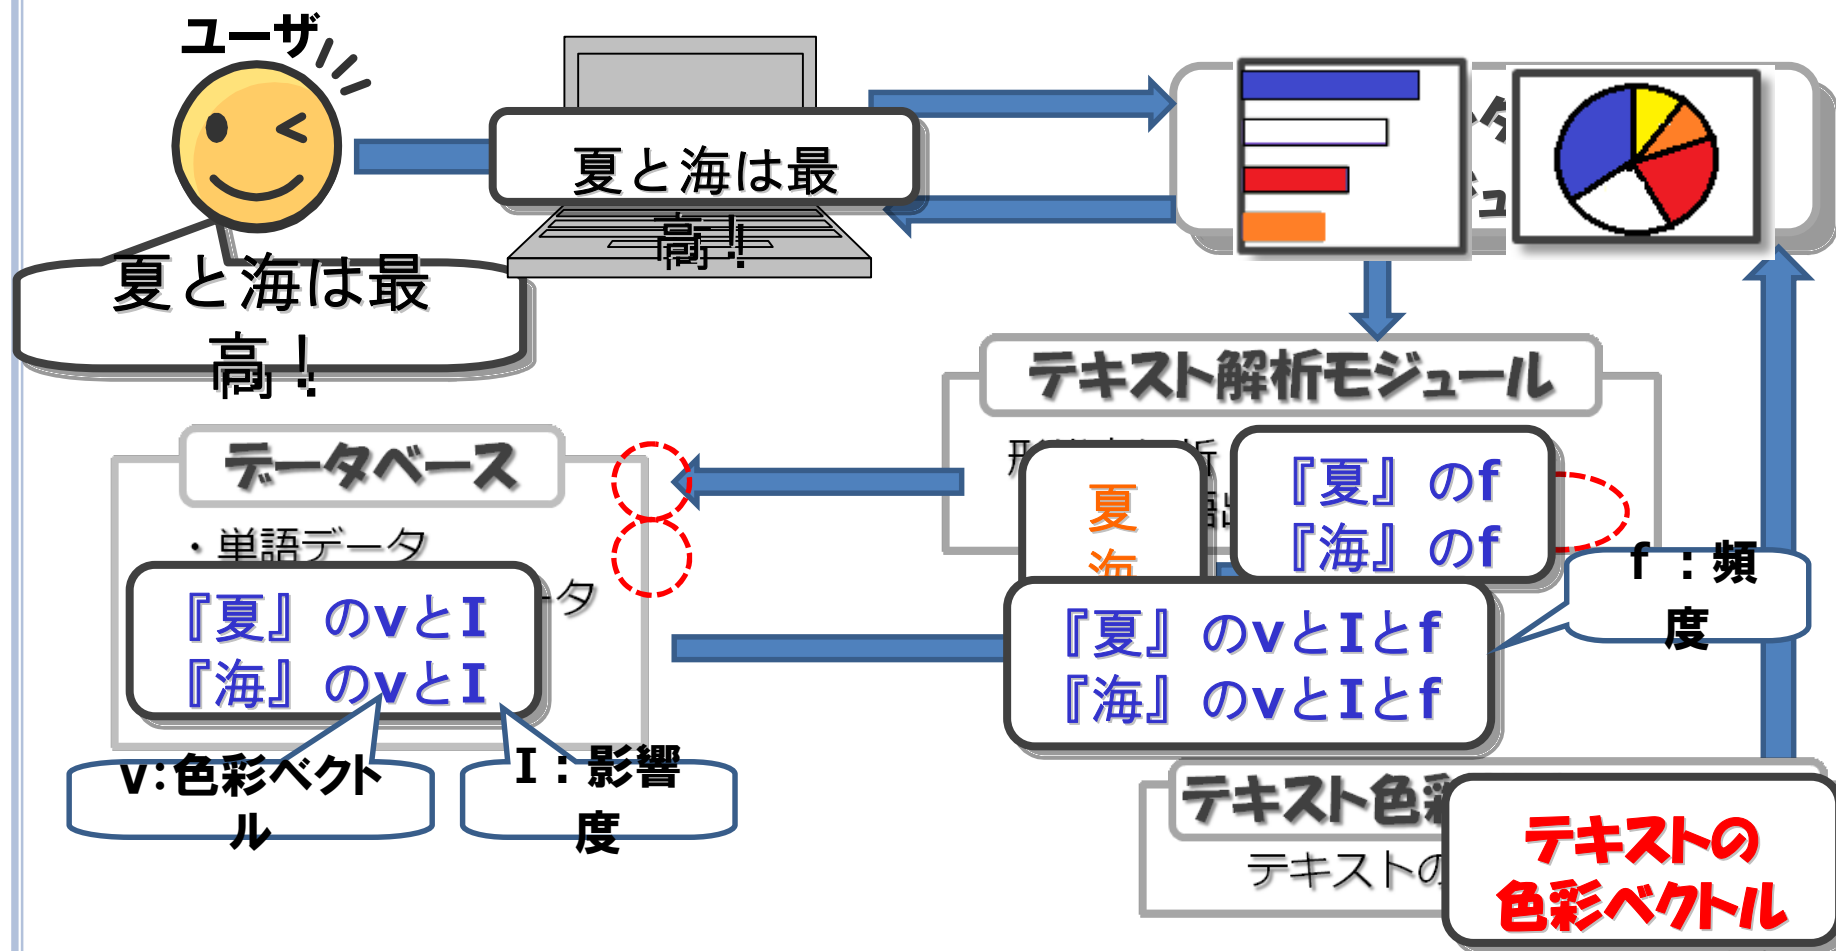 ユーザ
夏と海は最
高！
夏と海は最
高！
テキスト解析モジュール
データベース
・単語データ
タ
夏
海
『夏』のf
『海』のf
f：頻
度
『夏』のvとI
『海』のvとI
『夏』のvとIとf
『海』のvとIとf
v:色彩ベクト
ル
I：影響
度
テキスト色彩
テキストの
テキストの
色彩ベクトル